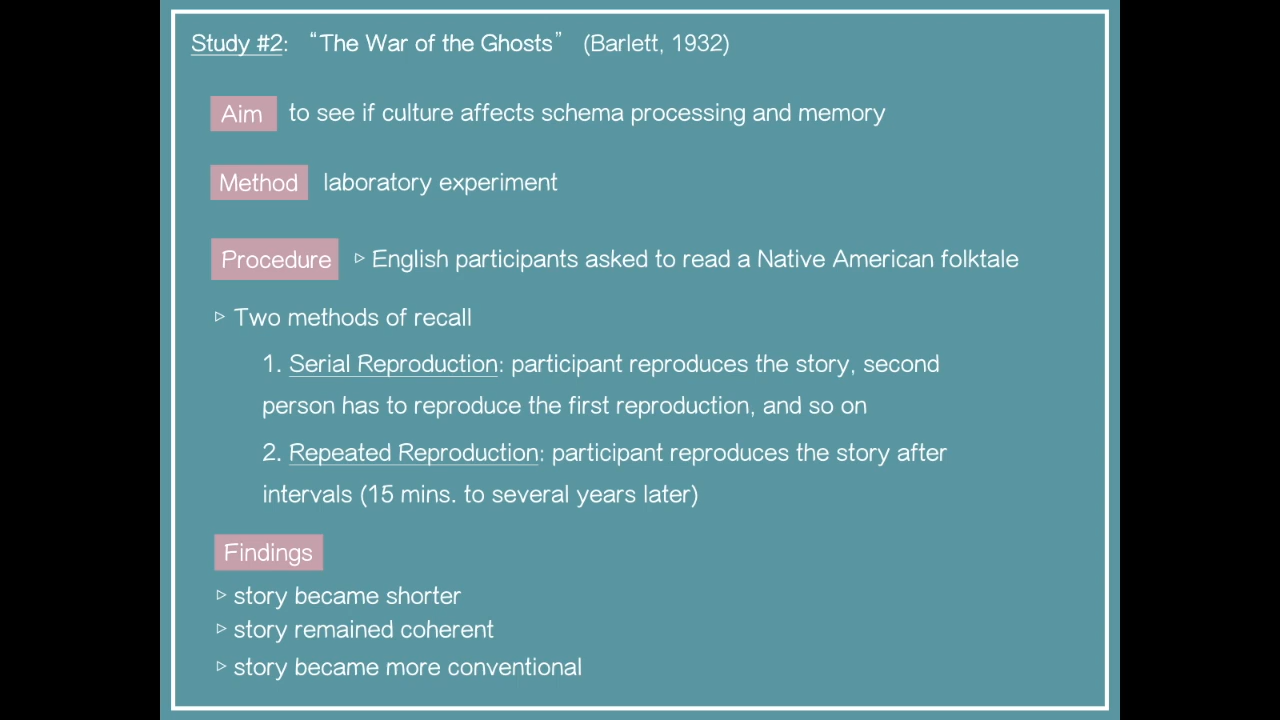 Study #2: “The War of the Ghosts” (Barlett, 1932)
Aim to see if culture affects schema processing and memory
Method laboratory experiment
Procedure ▹ English participants asked to read a Native American folktale
▹ Two methods of recall
1. Serial Reproduction: participant reproduces the story, second
person has to reproduce the first reproduction, and so on
2. Repeated Reproduction: participant reproduces the story after
intervals (15 mins. to several years later)
Findings
▹ story became shorter
▹ story remained coherent
▹ story became more conventional